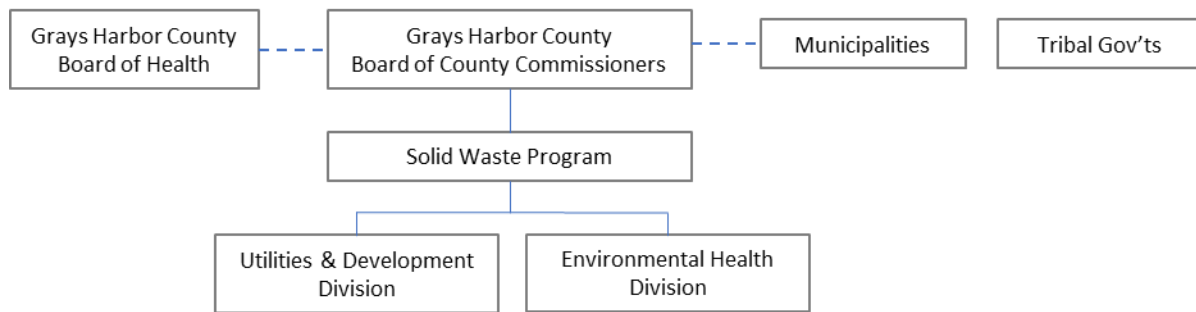 Grays Harbor County
Board of Health
Grays Harbor County
Board of County Commissioners
Municipalities
Tribal Gov’ts
Solid Waste Program
Utilities & Development
Division
Environmental Health
Division